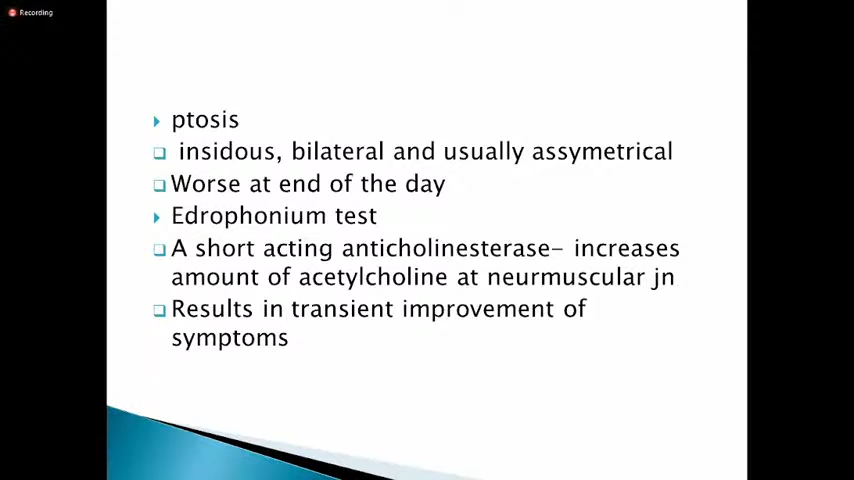 Recording
ptosis
insidous, bilateral and usually assymetrical
Worse at end of the day
Edrophonium test
A short acting anticholinesterase- increases
amount of acetylcholine at neurmuscular jn
Results in transient improvement of
symptoms